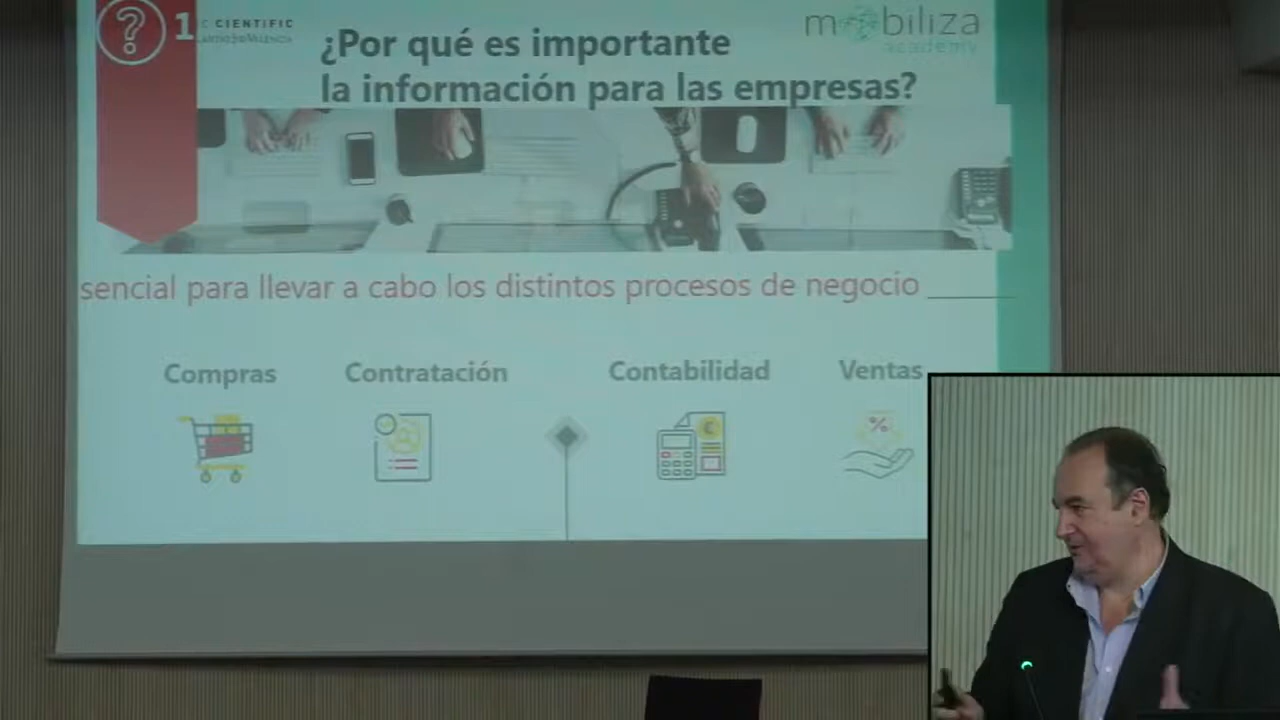 ?
1
C CIENTIFIC
mobiliza
academy
¿Por qué es importante
la información para las empresas?
sencial para llevar a cabo los distintos procesos de negocio
Compras
Contratación
Contabilidad
Ventas
€
%